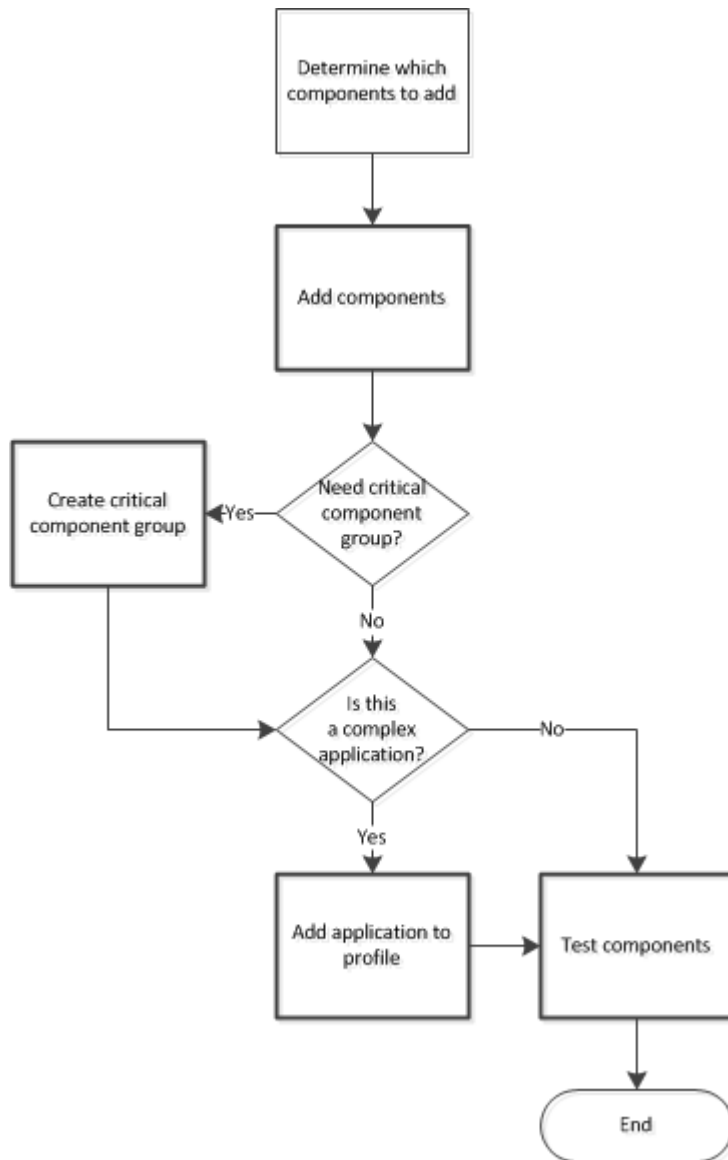 Determine which
components to add
Add components
Create critical
component group
Yes
Need critical
component
group?
No
Is this
a complex
application?
No
Yes
Add application to
profile
Test components
End